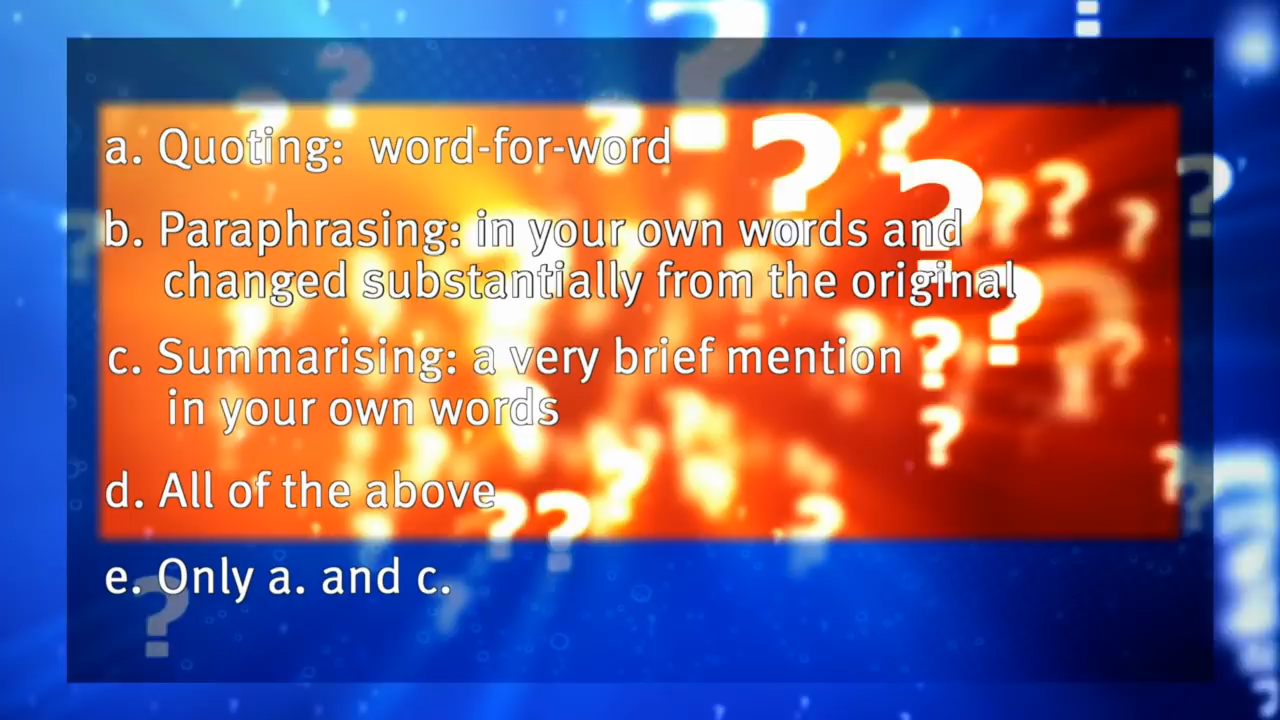 a. Quoting: word-for-word
b. Paraphrasing: in your own words and
changed substantially from the original
c. Summarising: a very brief mention
in your own words
d. All of the above
e. Only a. and c.